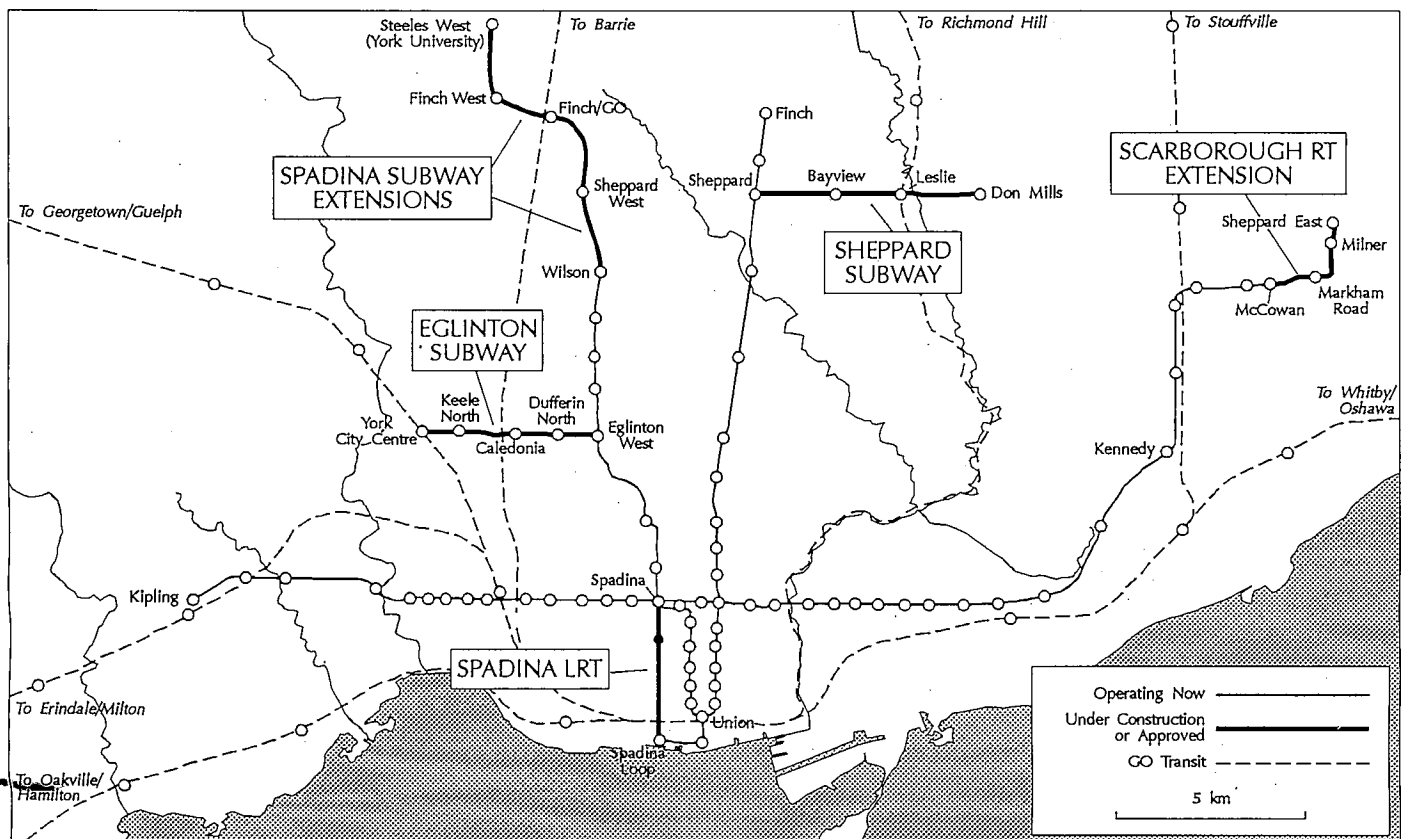 Steeles West
(York University)
To Barrie
To Richmond Hill
To Stouffville
Finch West
Finch/GO
Finch
SPADINA SUBWAY
EXTENSIONS
SCARBOROUGH RT
EXTENSION
Sheppard
West
Sheppard
Bayview
Leslie
Don Mills
To Georgetown/Guelph
Sheppard East
Milner
SHEPPARD
SUBWAY
Wilson
McCowan
Markham
Road
EGLINTON
SUBWAY
To Whitby/
Oshawa
Keele
North
Dufferin
North
York
City Centre
Caledonia
Eglinton
West
Kennedy
Kipling
Spadina
SPADINA LRT
To Erindale/Milton
Union
Spadina
Loop
To Oakville/
Hamilton
Operating Now
Under Construction
or Approved
GO Transit
5 km